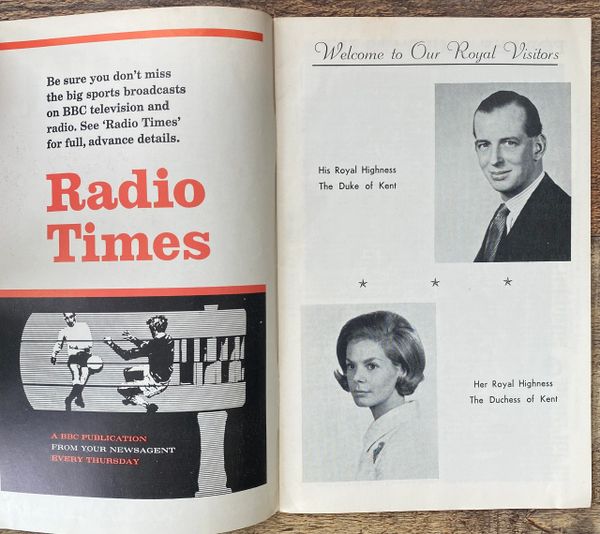 Be sure you don't miss
the big sports broadcasts
on BBC television and
radio. See 'Radio Times'
for full, advance details.
Radio
Times
A BBC PUBLICATION
FROM YOUR NEWSAGENT
EVERY THURSDAY
Welcome to Our Royal Visitors
His Royal Highness
The Duke of Kent
Her Royal Highness
The Duchess of Kent